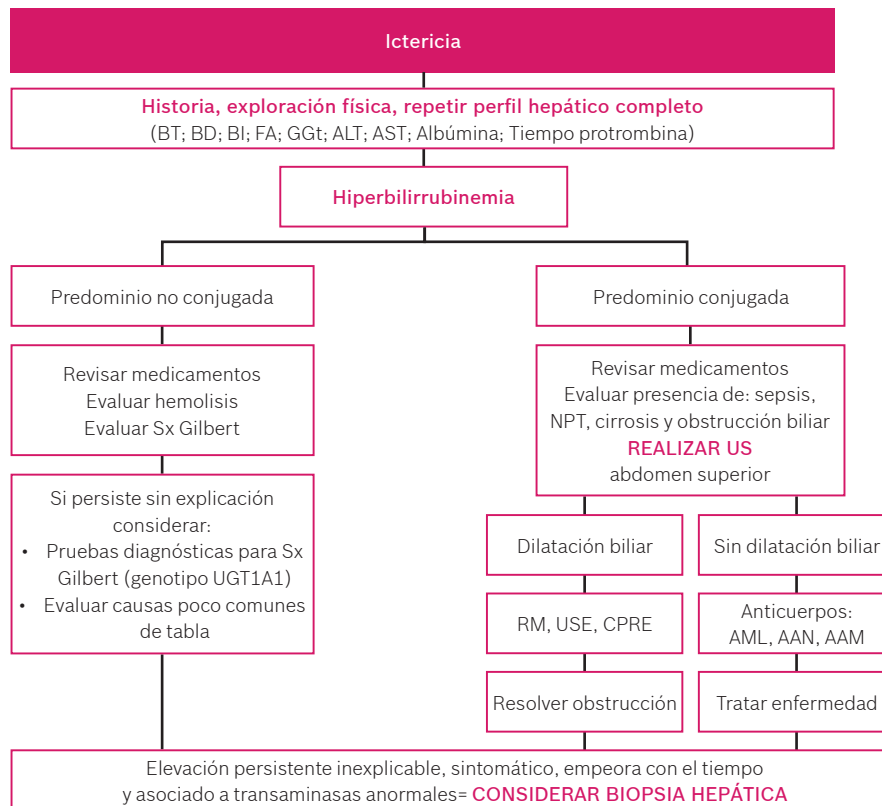 Ictericia
Historia, exploración física, repetir perfil hepático completo
(BT; BD; BI; FA; GGt; ALT; AST; Albúmina; Tiempo protrombina)
Hiperbilirrubinemia
Predominio no conjugada
Revisar medicamentos
Evaluar hemolisis
Evaluar Sx Gilbert
Si persiste sin explicación
considerar:
• Pruebas diagnósticas para Sx
Gilbert (genotipo UGT1A1)
• Evaluar causas poco comunes
de tabla
Predominio conjugada
Revisar medicamentos
Evaluar presencia de: sepsis,
NPT, cirrosis y obstrucción biliar
REALIZAR US
abdomen superior
Dilatación biliar
RM, USE, CPRE
Resolver obstrucción
Sin dilatación biliar
Anticuerpos:
AML, AAN, AAM
Tratar enfermedad
Elevación persistente inexplicable, sintomático, empeora con el tiempo
y asociado a transaminasas anormales= CONSIDERAR BIOPSIA HEPÁTICA